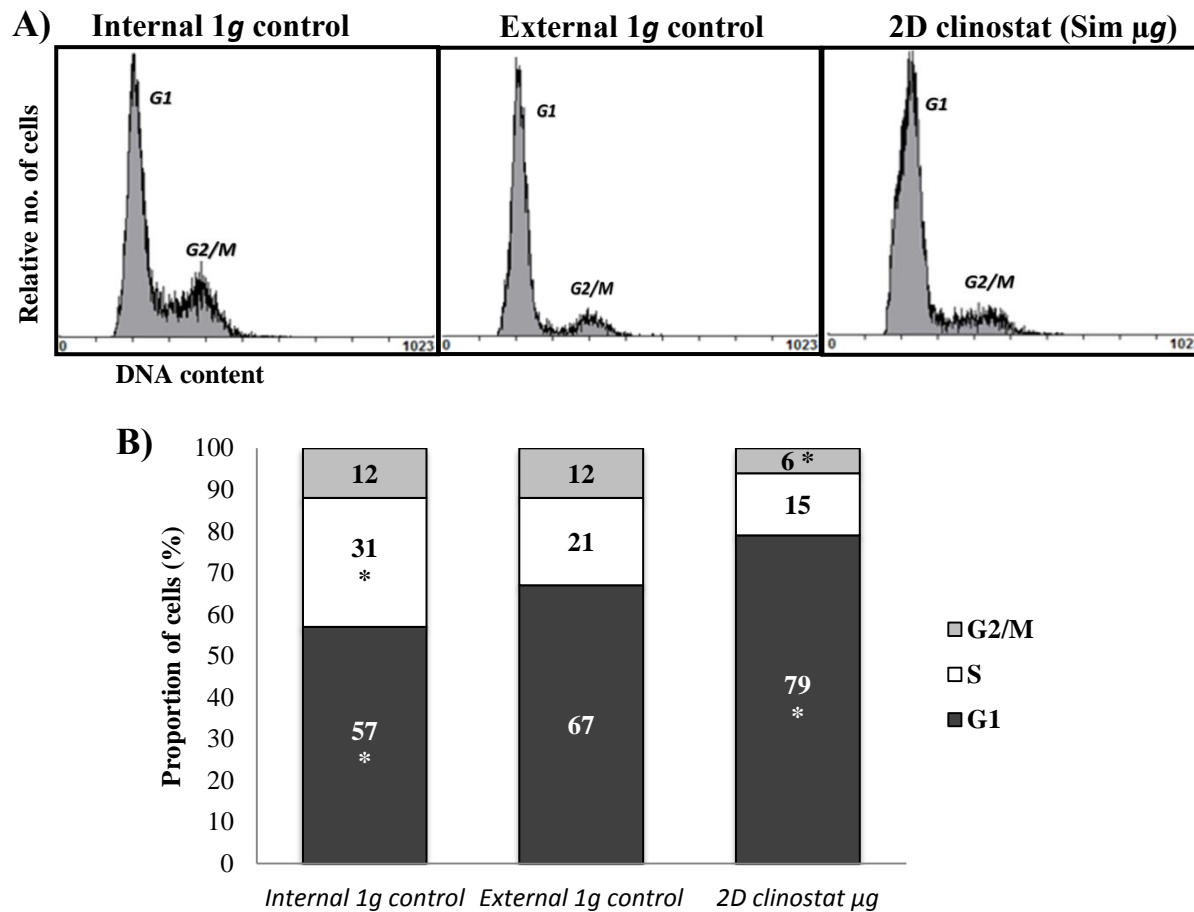 A)
Internal 1g control
External 1g control
2D clinostat (Sim µg)
Relative no. of cells
G1
G2/M
0
1023
G1
G2/M
0
1023
G1
G2/M
0
102
DNA content
B)
Proportion of cells (%)
100
90
80
70
60
50
40
30
20
10
0
12
31
*
57
*
12
21
67
6 *
15
79
*
G2/M
S
G1
Internal 1g control
External 1g control
2D clinostat µg